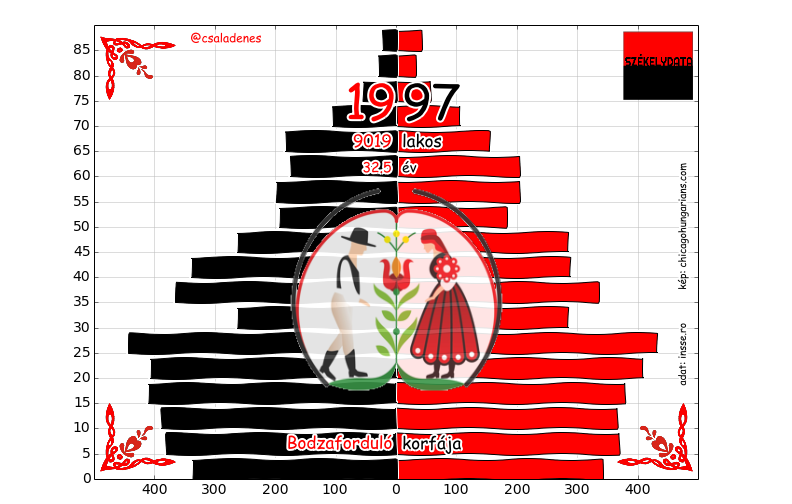 @csaladenes
SZÉKELYDATA
1997
9019 lakos
32.5 év
kép: chicagohungarians.com
adat: insse.ro
Bodzaforduló korfája
85
80
75
70
65
60
55
50
45
40
35
30
25
20
15
10
5
0
400 300 200 100 0 100 200 300 400